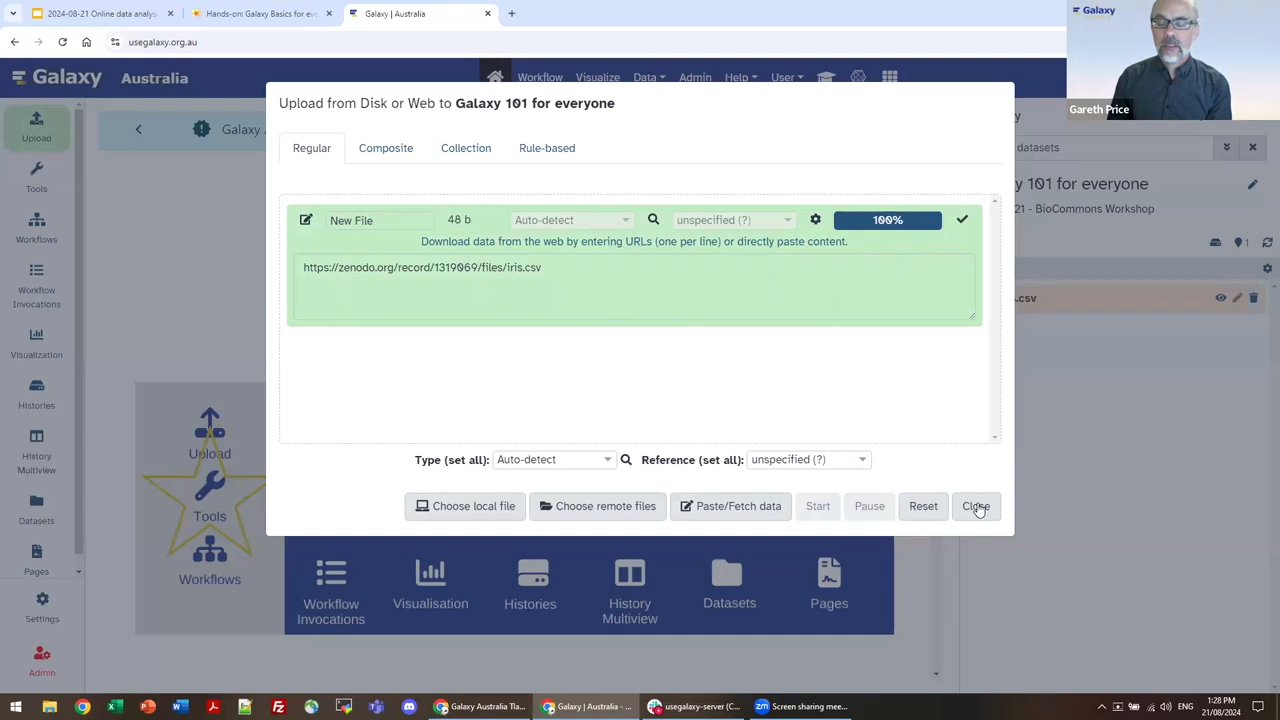 2024-08-21 Online data analys
Hands-on: Galaxy Basics for ev
Galaxy | Australia
usegalaxy.org.au
Galaxy
Gareth Price
Galaxy Australia
Workflow Visualize Data Admin Help User
Upload from Disk or Web to Galaxy 101 for everyone
Regular Composite Collection Rule-based
New File 48 b Auto-detect unspecified (?) 100%
Download data from the web by entering URLs (one per line) or directly paste content.
https://zenodo.org/record/1319069/files/iris.csv
Type (set all): Auto-detect Reference (set all): unspecified (?)
Choose local file Choose remote files Paste/Fetch data Start Pause Reset Close
Upload
Tools
Workflows
Workflow
Invocations
Visualization
Histories
History
Multiview
Datasets
Pages
Settings
Admin
Galaxy
Upload
Tools
Workflows
Workflow
Invocations
Visualisation
Histories
History
Multiview
Datasets
Pages
datasets
y 101 for everyone
21 - BioCommons Workshop
1
.csv
Galaxy Australia Tla...
Galaxy | Australia - ...
usegalaxy-server (C...
Screen sharing mee...
ENG
1:28 PM
21/08/2024